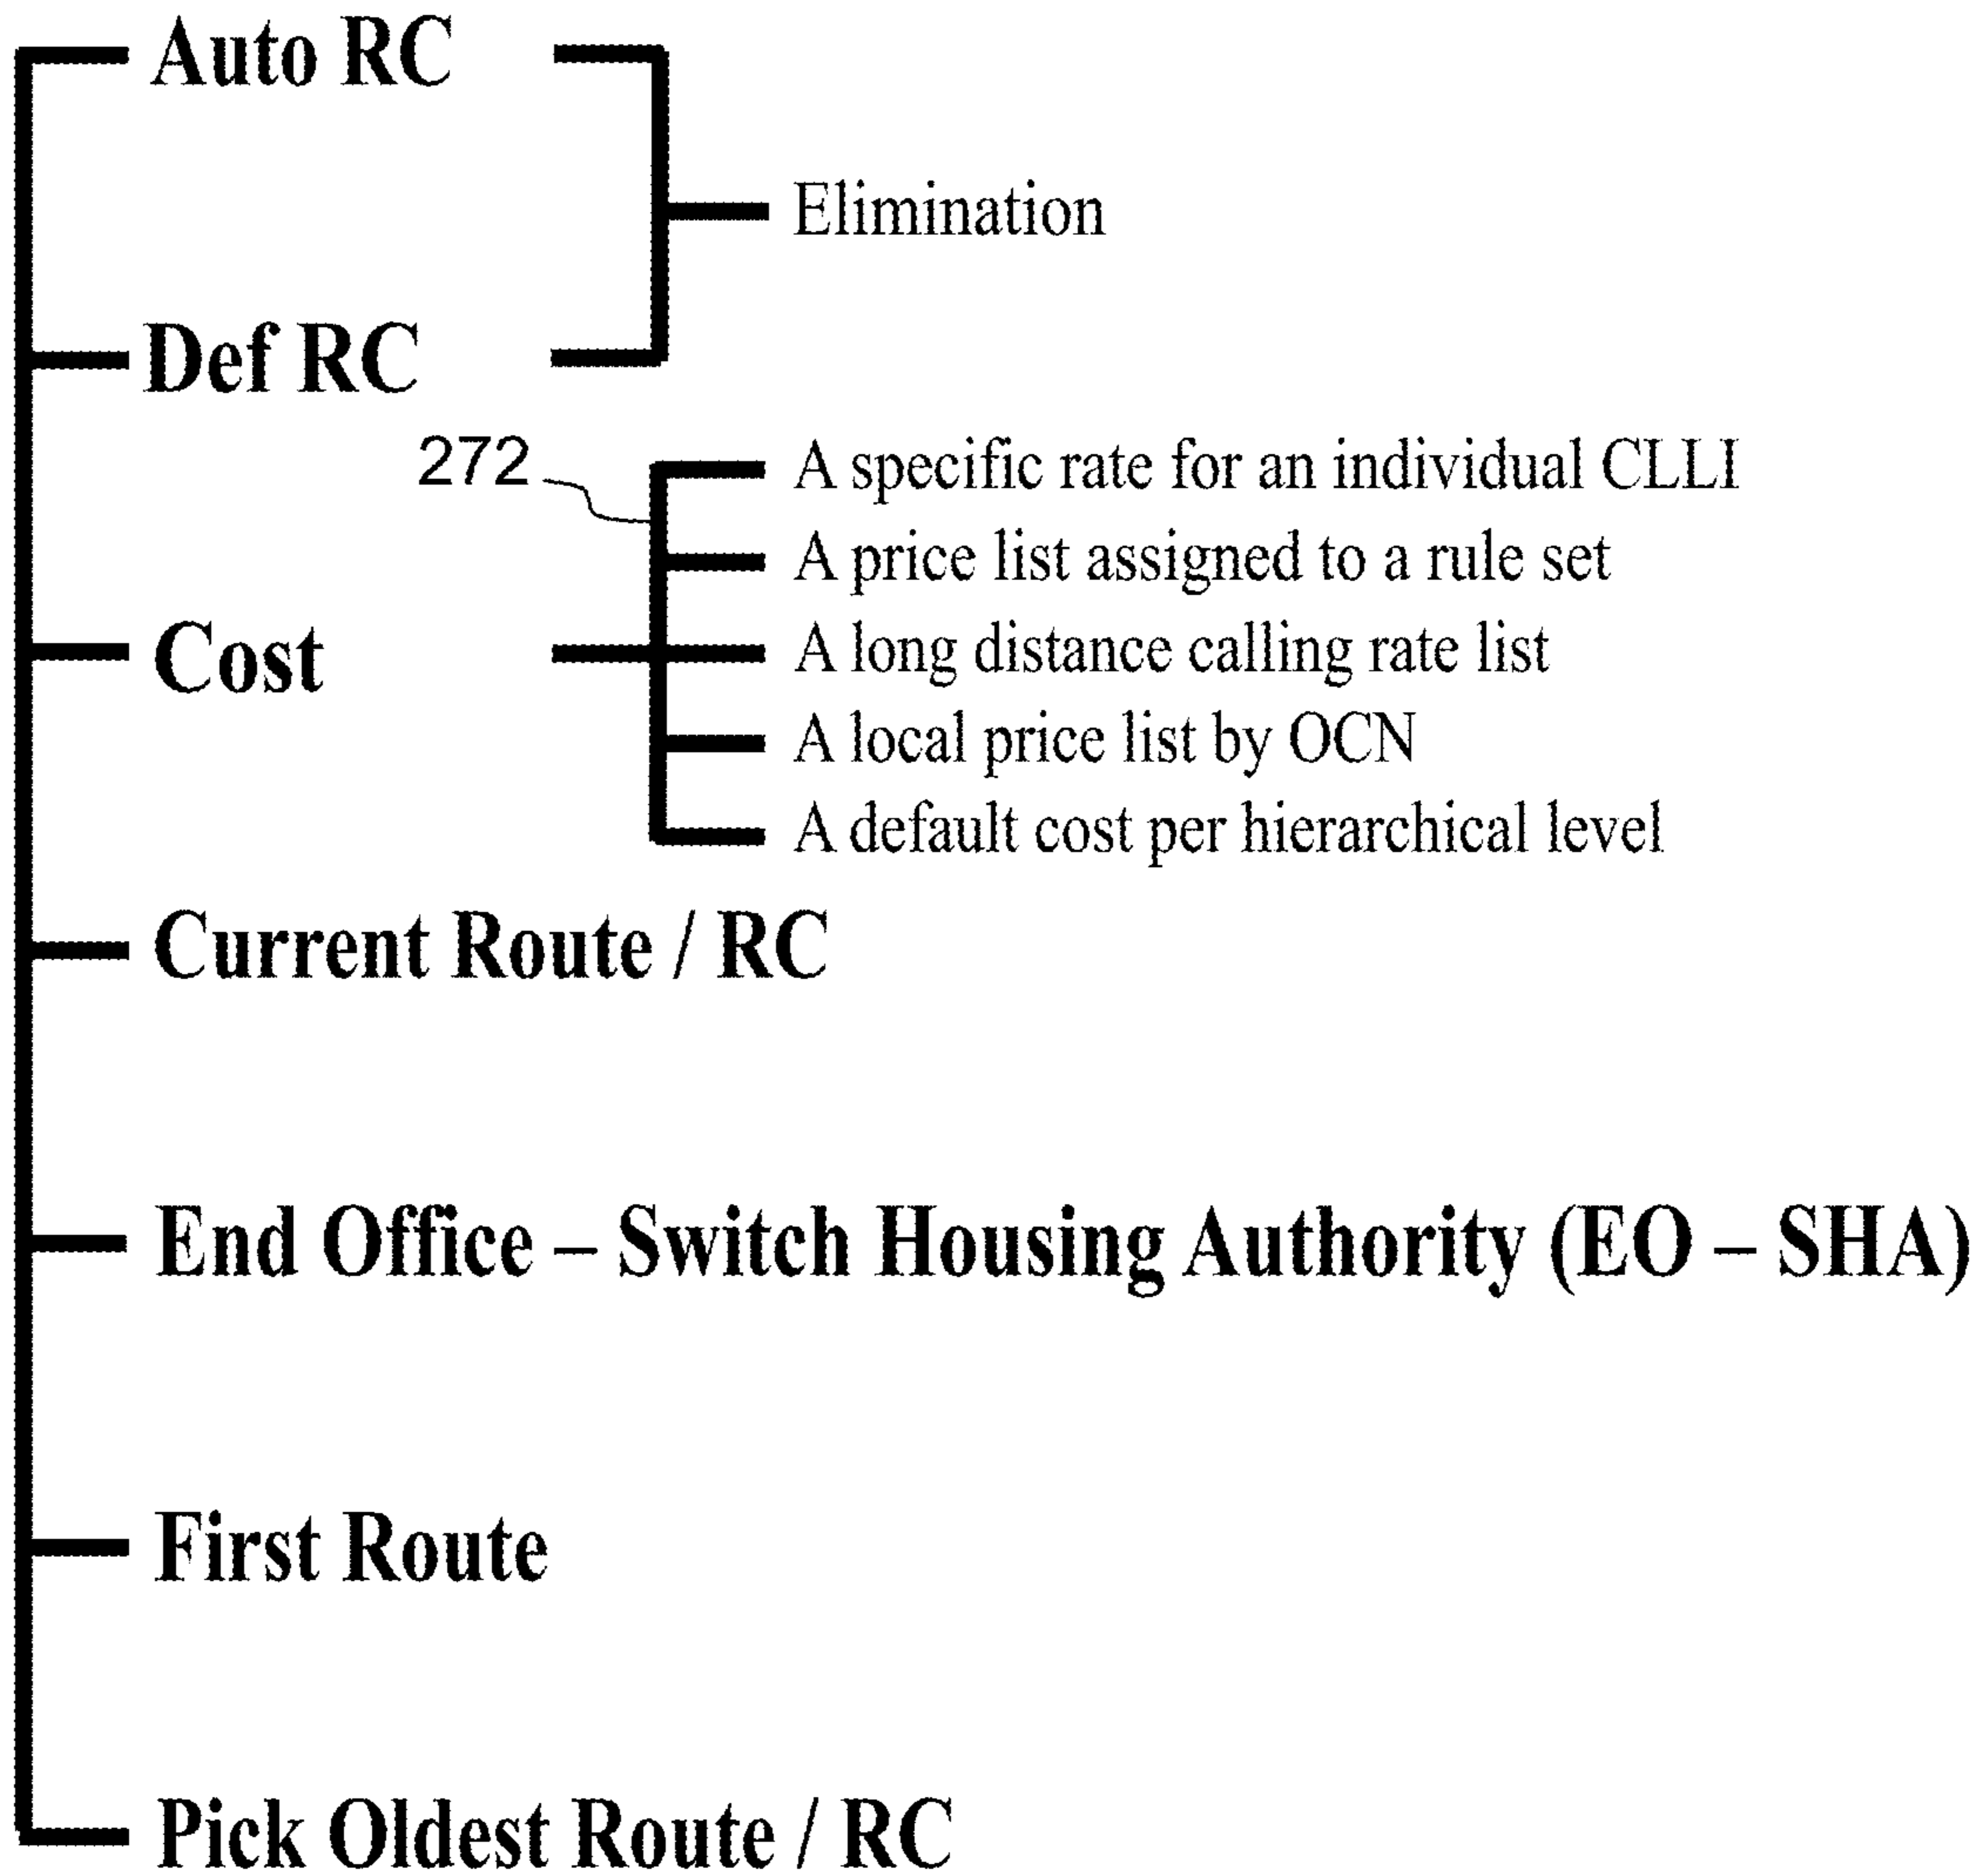 Auto RC
Elimination
Def RC
272
A specific rate for an individual CLLI
A price list assigned to a rule set
Cost
A long distance calling rate list
A local price list by OCN
A default cost per hierarchical level
Current Route / RC
End Office – Switch Housing Authority (EO – SHA)
First Route
Pick Oldest Route / RC